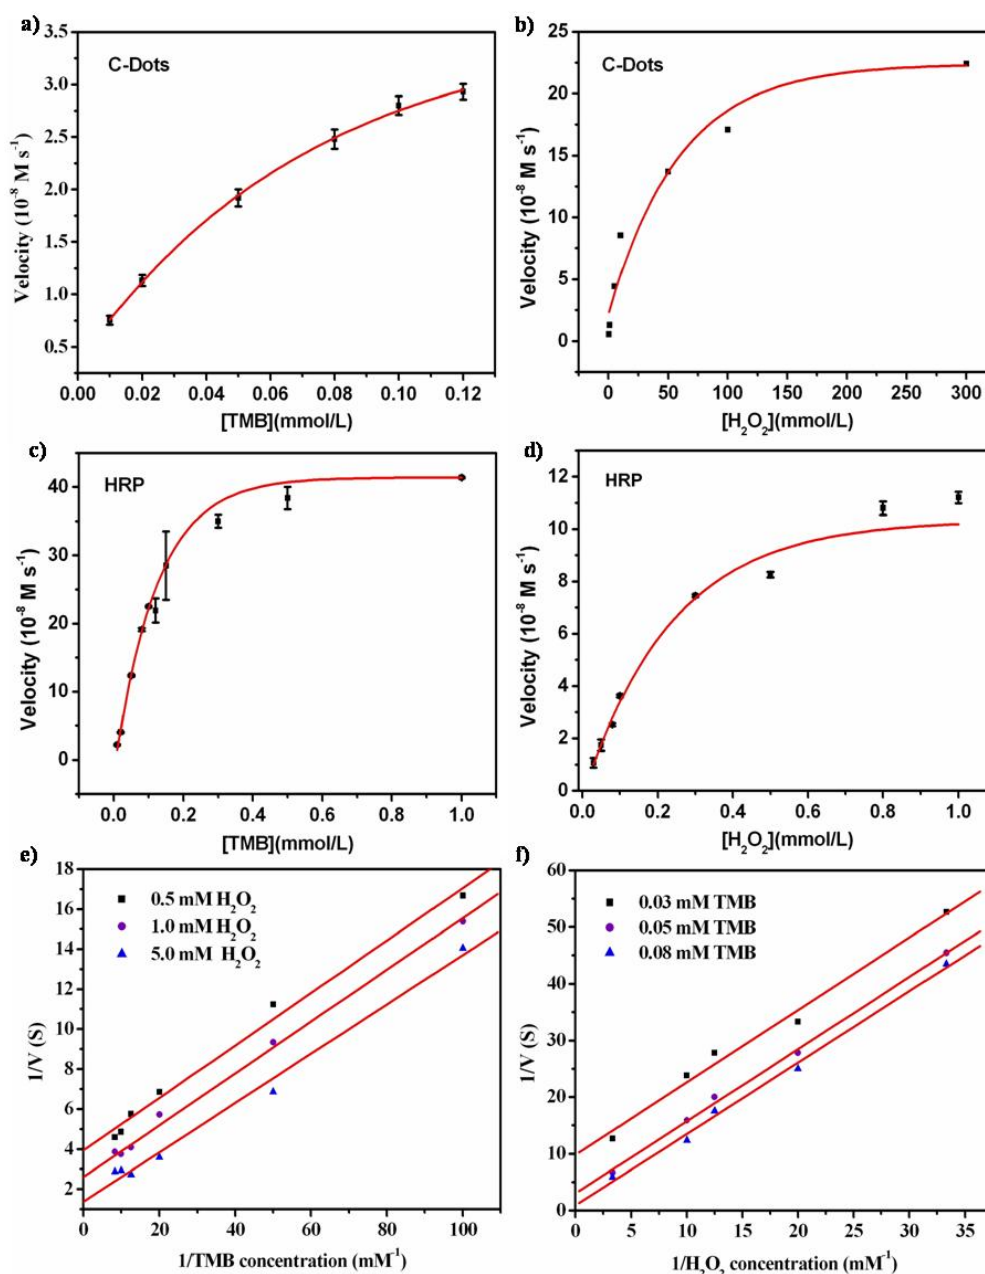 a)
C-Dots
3.5
3.0
2.5
2.0
1.5
1.0
0.5
Velocity (10⁻⁸ M s⁻¹)
0.00 0.02 0.04 0.06 0.08 0.10 0.12
[TMB](mmol/L)
b)
C-Dots
25
20
15
10
5
0
Velocity (10⁻⁸ M s⁻¹)
0 50 100 150 200 250 300
[H₂O₂](mmol/L)
c)
HRP
40
30
20
10
0
Velocity (10⁻⁸ M s⁻¹)
0.0 0.2 0.4 0.6 0.8 1.0
[TMB](mmol/L)
d)
HRP
12
10
8
6
4
2
0
Velocity (10⁻⁸ M s⁻¹)
0.0 0.2 0.4 0.6 0.8 1.0
[H₂O₂](mmol/L)
e)
18
16
14
12
10
8
6
4
2
1/V (S)
0.5 mM H₂O₂
1.0 mM H₂O₂
5.0 mM H₂O₂
0 20 40 60 80 100
1/TMB concentration (mM⁻¹)
f)
60
50
40
30
20
10
0
1/V (S)
0.03 mM TMB
0.05 mM TMB
0.08 mM TMB
0 5 10 15 20 25 30 35
1/H₂O₂ concentration (mM⁻¹)